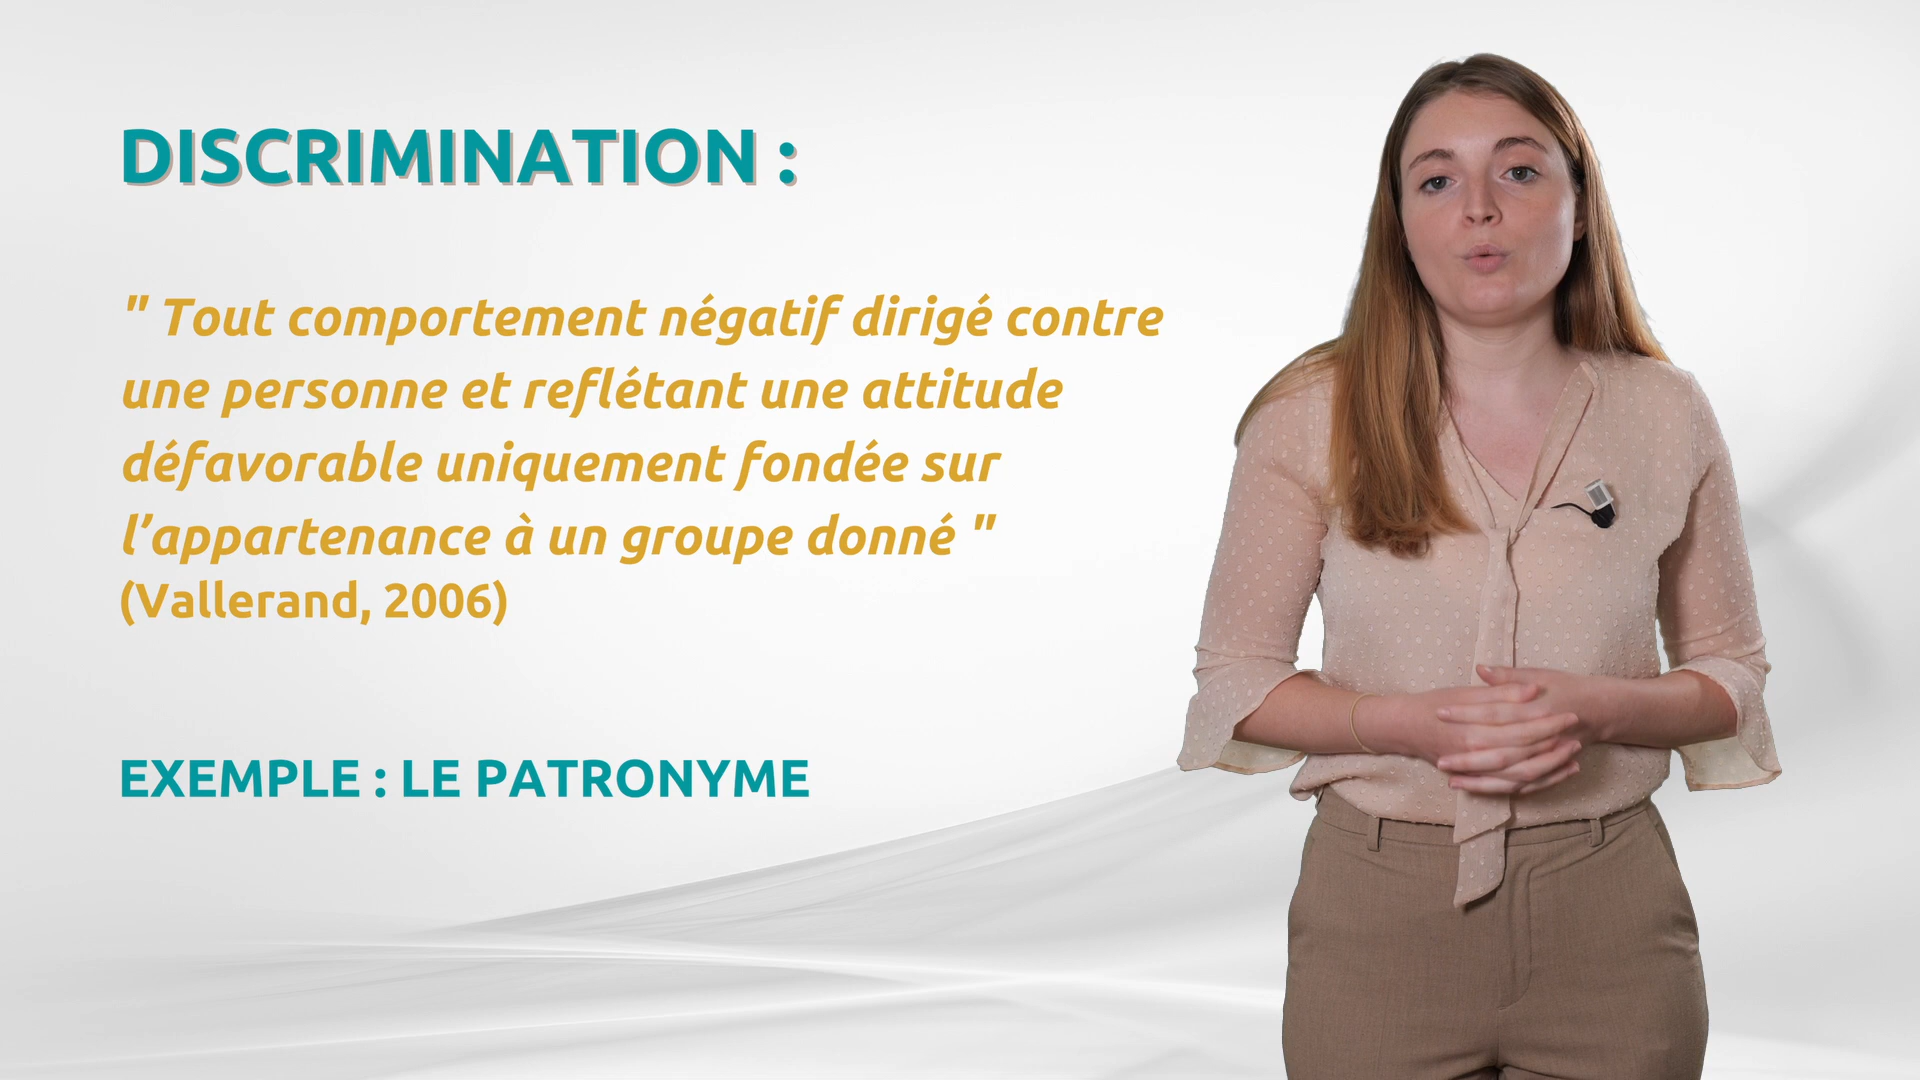 DISCRIMINATION :
" Tout comportement négatif dirigé contre
une personne et reflétant une attitude
défavorable uniquement fondée sur
l’appartenance à un groupe donné "
(Vallerand, 2006)
EXEMPLE : LE PATRONYME